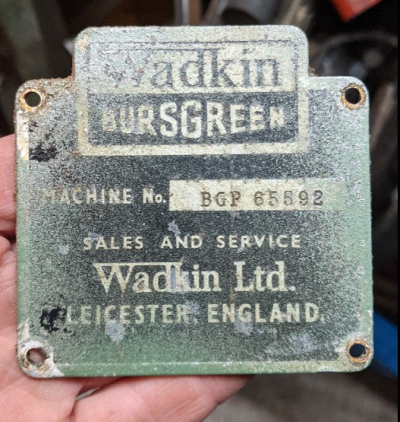 Wadkin
BURSGREEN
MACHINE No. BGP 65592
SALES AND SERVICE
Wadkin Ltd.
LEICESTER, ENGLAND.